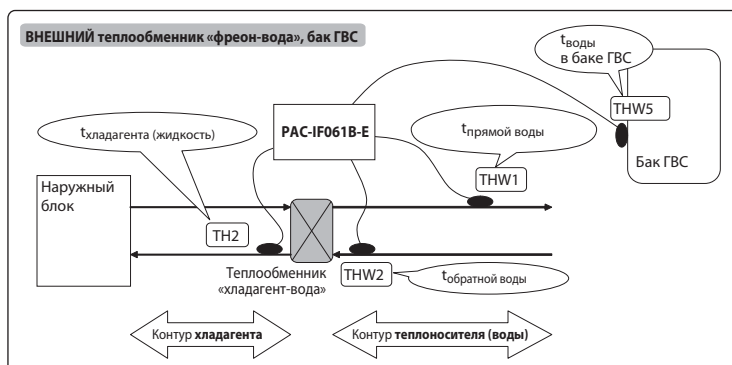 ВНЕШНИЙ теплообменник «фреон-вода», бак ГВС
tводы
в баке ГВС
THW5
Бак ГВС
PAC-IF061B-E
tхладагента (жидкость)
tпрямой воды
THW1
Наружный
блок
TH2
Теплообменник
«хладагент-вода»
THW2
tобратной воды
Контур хладагента
Контур теплоносителя (воды)